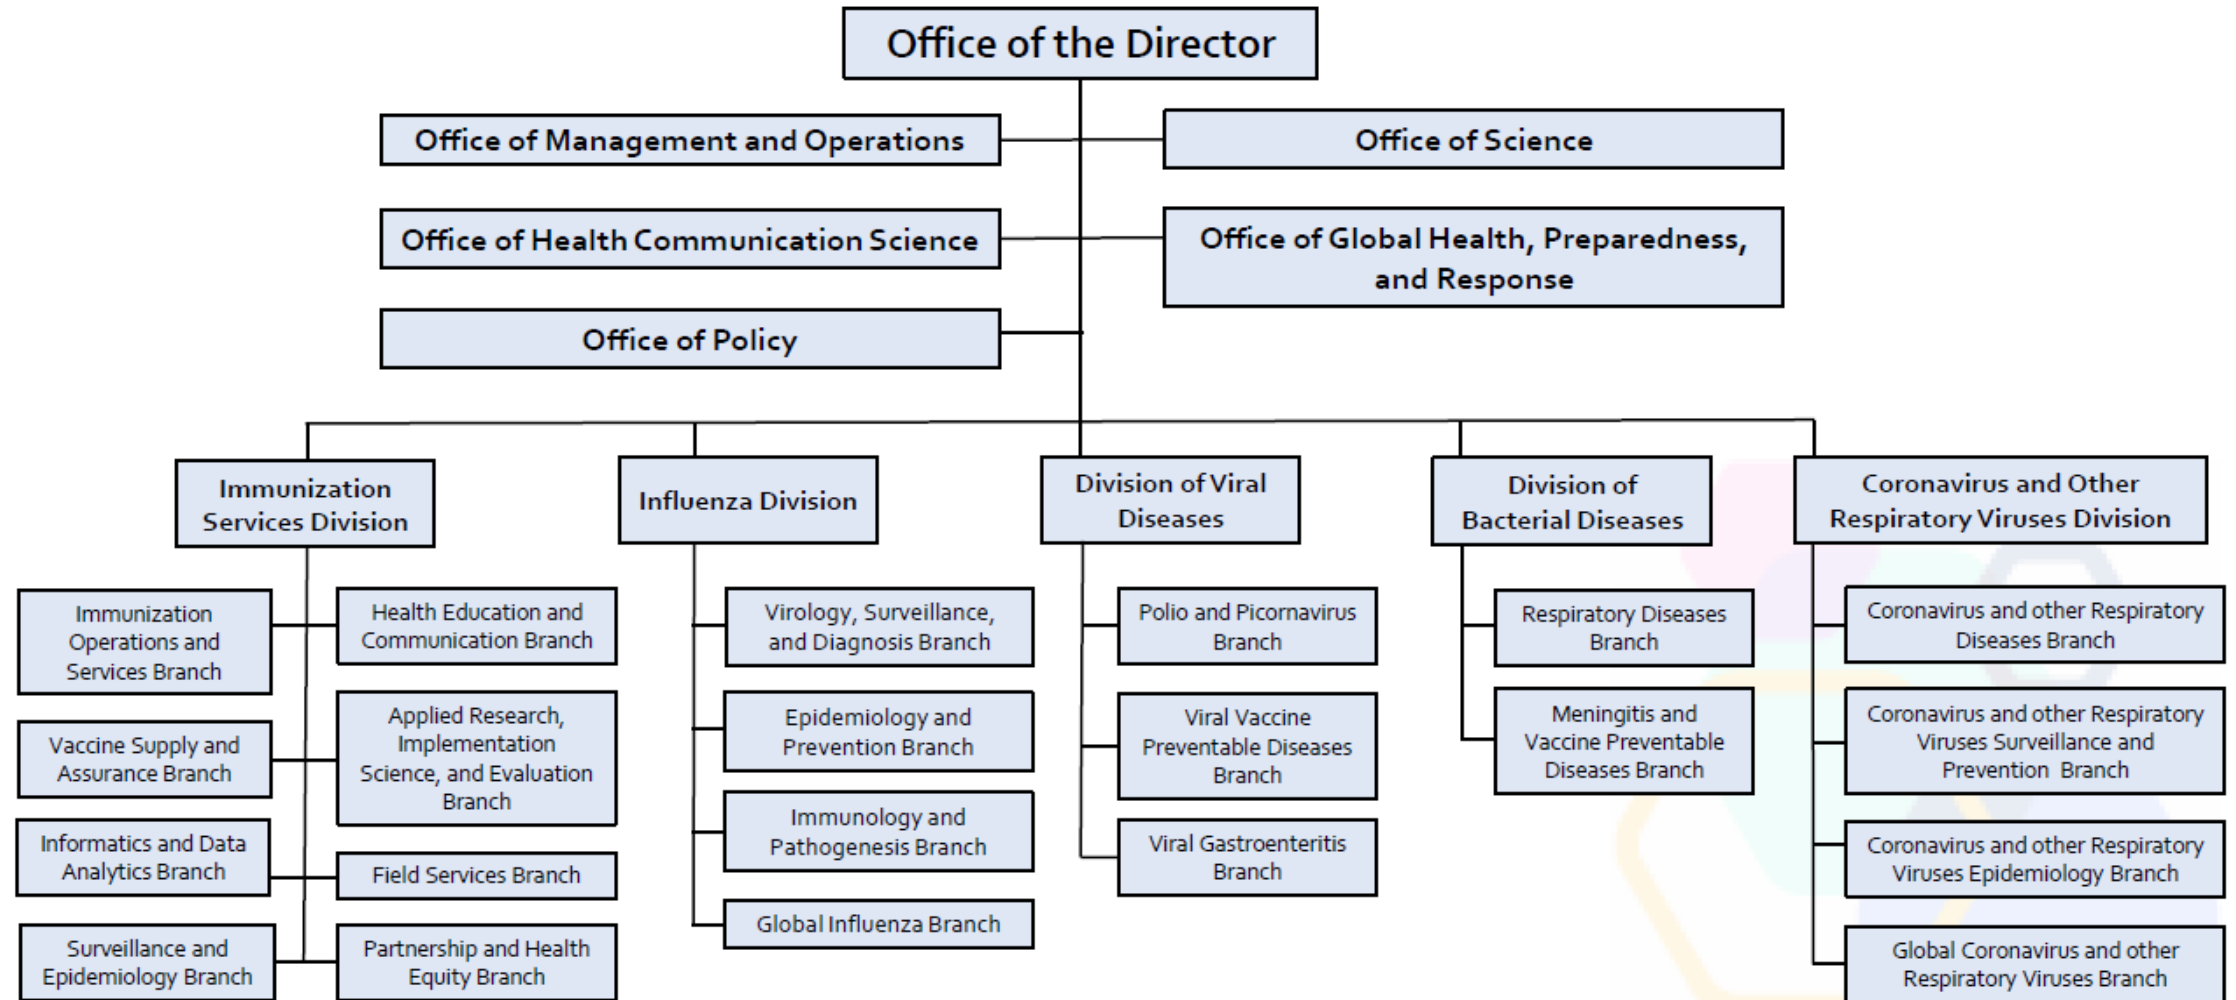 Office of the Director
Office of Management and Operations
Office of Science
Office of Health Communication Science
Office of Global Health, Preparedness,
and Response
Office of Policy
Immunization
Services Division
Influenza Division
Division of Viral
Diseases
Division of
Bacterial Diseases
Coronavirus and Other
Respiratory Viruses Division
Immunization
Operations and
Services Branch
Health Education and
Communication Branch
Vaccine Supply and
Assurance Branch
Applied Research,
Implementation
Science, and Evaluation
Branch
Informatics and Data
Analytics Branch
Field Services Branch
Surveillance and
Epidemiology Branch
Partnership and Health
Equity Branch
Virology, Surveillance,
and Diagnosis Branch
Epidemiology and
Prevention Branch
Immunology and
Pathogenesis Branch
Global Influenza Branch
Polio and Picornavirus
Branch
Viral Vaccine
Preventable Diseases
Branch
Viral Gastroenteritis
Branch
Respiratory Diseases
Branch
Meningitis and
Vaccine Preventable
Diseases Branch
Coronavirus and other Respiratory
Diseases Branch
Coronavirus and other Respiratory
Viruses Surveillance and
Prevention Branch
Coronavirus and other Respiratory
Viruses Epidemiology Branch
Global Coronavirus and other
Respiratory Viruses Branch